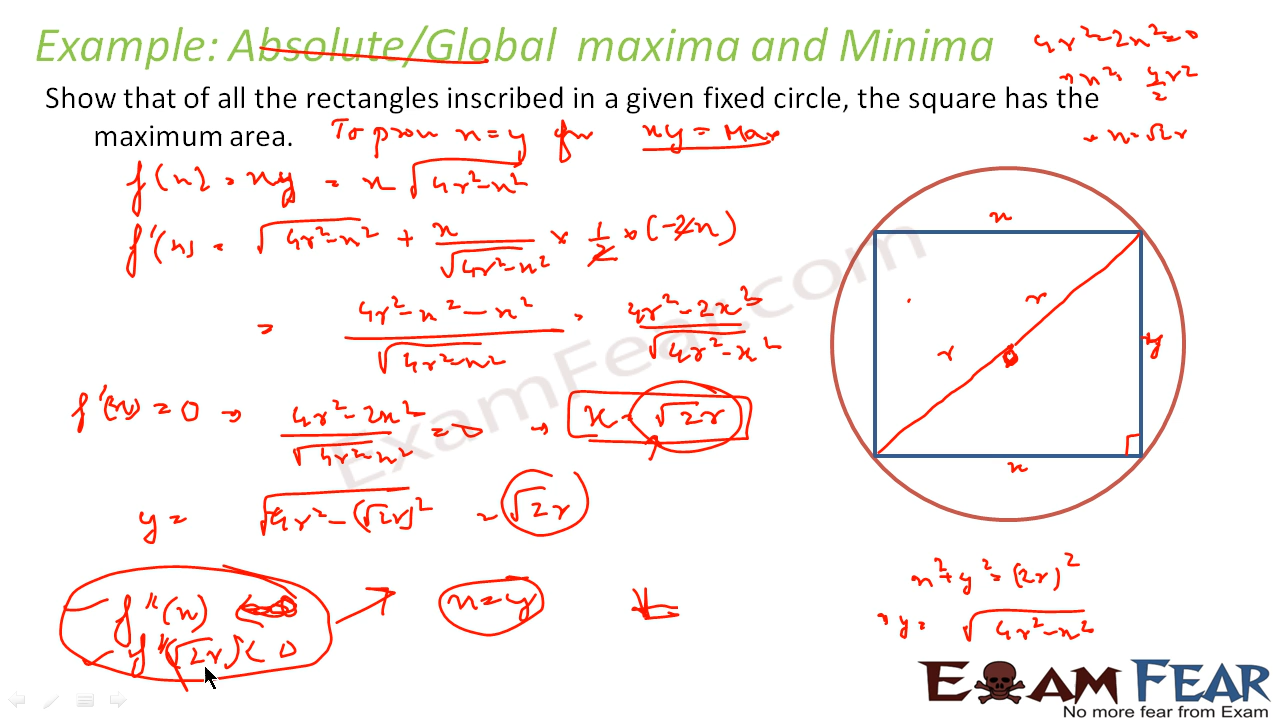 Example: Absolute/Global maxima and Minima
4r²-2x²=0
→ x² = 4r²/2
→ x = √2 r
Show that of all the rectangles inscribed in a given fixed circle, the square has the
maximum area. To prove x=y for xy = Max
f(x) = xy = x √4r²-x²
f'(x) = √4r²-x² + x/√4r²-x² × 1/2 × (-2x)
= 4r²-x²-x²/√4r²-x² = 4r²-2x²/√4r²-x²
f'(x) = 0 → 4r²-2x²/√4r²-x² = 0 → x = √2 r
y = √4r²-(√2r)² = √2 r
f''(x)
f''(√2r) < 0
x=y
x
r
r
y
O
x
x²+y²=(2r)²
y = √4r²-x²
ExamFear.com
EXAM FEAR
No more fear from Exam